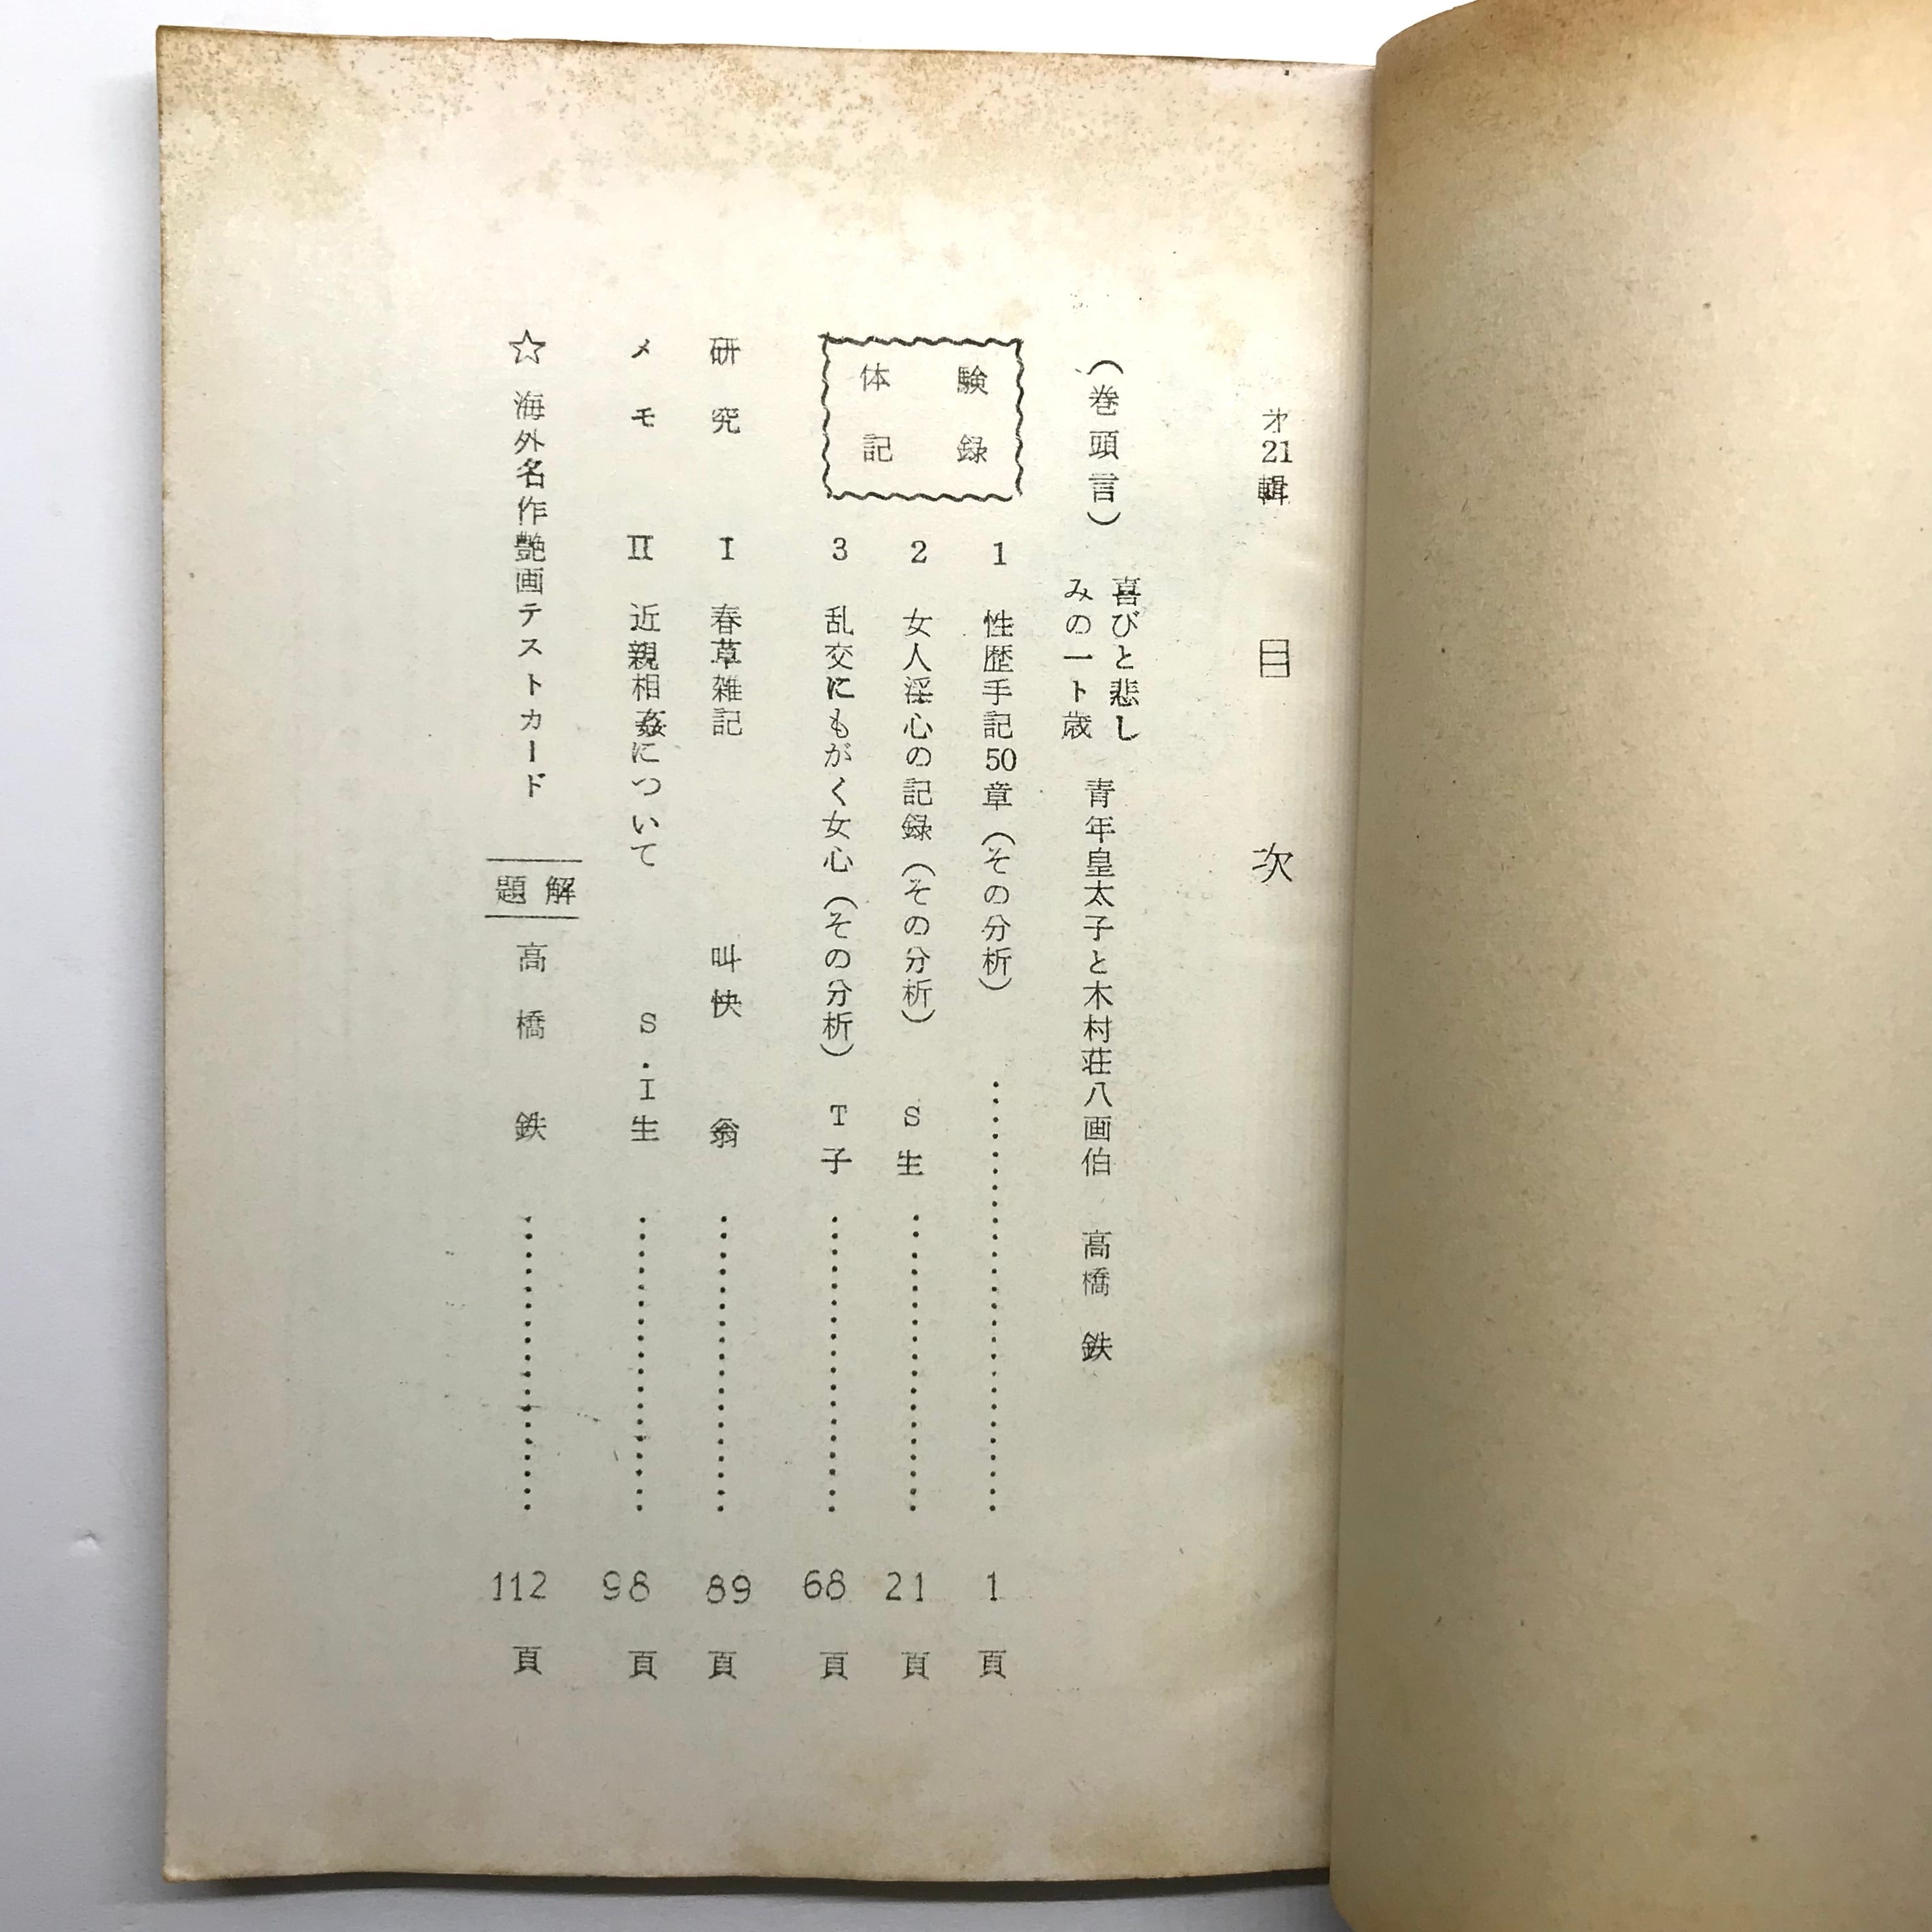 才21輯　目次
（巻頭言）　喜びと悲し
みの一ト歳　青年皇太子と木村荘八画伯　高橋　鉄
体験
記録
1　性歴手記50章（その分析）……………………1頁
2　女人淫心の記録（その分析）　S生………………21頁
3　乱交にもがく女心（その分析）　T子………………68頁
研究　I　春草雑記　叫快翁………………89頁
メモ　II　近親相姦について　S・I生………………98頁
☆　海外名作艶画テストカード　解題　高橋　鉄………………112頁